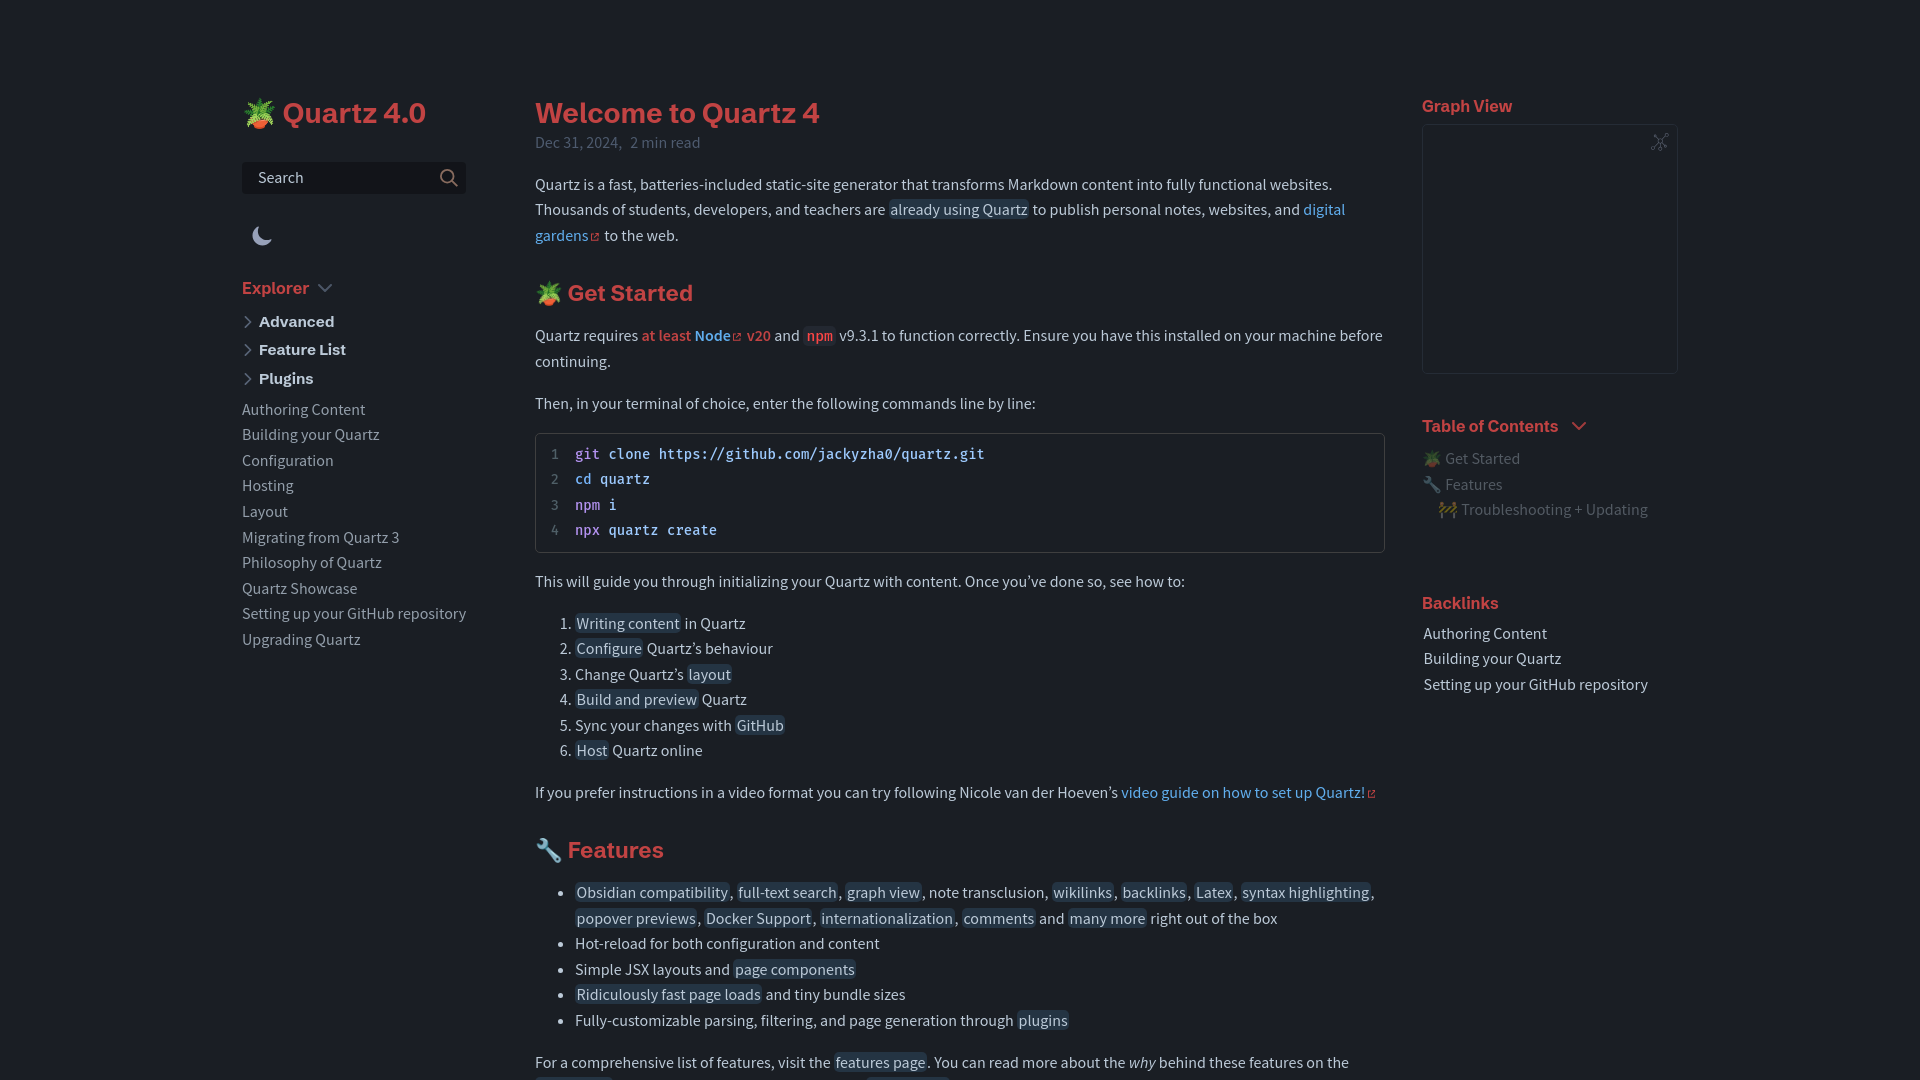 🪴 Quartz 4.0
Search
Explorer
Advanced
Feature List
Plugins
Authoring Content
Building your Quartz
Configuration
Hosting
Layout
Migrating from Quartz 3
Philosophy of Quartz
Quartz Showcase
Setting up your GitHub repository
Upgrading Quartz
Welcome to Quartz 4
Dec 31, 2024, 2 min read
Quartz is a fast, batteries-included static-site generator that transforms Markdown content into fully functional websites.
Thousands of students, developers, and teachers are already using Quartz to publish personal notes, websites, and digital
gardens to the web.
🪴 Get Started
Quartz requires at least Node v20 and npm v9.3.1 to function correctly. Ensure you have this installed on your machine before
continuing.
Then, in your terminal of choice, enter the following commands line by line:
1 git clone https://github.com/jackyzha0/quartz.git
2 cd quartz
3 npm i
4 npx quartz create
This will guide you through initializing your Quartz with content. Once you’ve done so, see how to:
1. Writing content in Quartz
2. Configure Quartz’s behaviour
3. Change Quartz’s layout
4. Build and preview Quartz
5. Sync your changes with GitHub
6. Host Quartz online
If you prefer instructions in a video format you can try following Nicole van der Hoeven’s video guide on how to set up Quartz!
🔧 Features
• Obsidian compatibility, full-text search, graph view, note transclusion, wikilinks, backlinks, Latex, syntax highlighting,
popover previews, Docker Support, internationalization, comments and many more right out of the box
• Hot-reload for both configuration and content
• Simple JSX layouts and page components
• Ridiculously fast page loads and tiny bundle sizes
• Fully-customizable parsing, filtering, and page generation through plugins
For a comprehensive list of features, visit the features page. You can read more about the why behind these features on the
Graph View
Table of Contents
🪴 Get Started
🔧 Features
🚧 Troubleshooting + Updating
Backlinks
Authoring Content
Building your Quartz
Setting up your GitHub repository